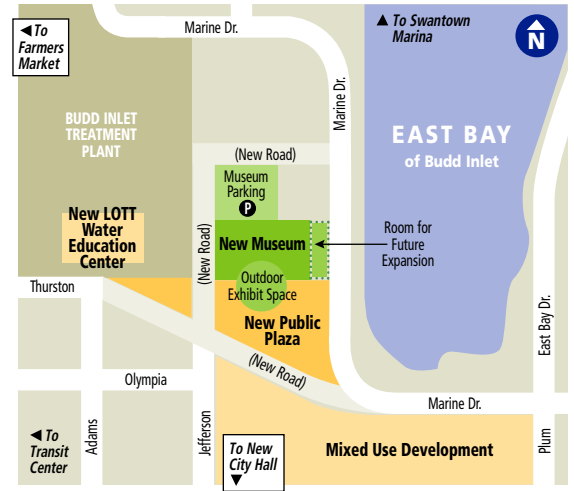 ◄ To
Farmers
Market
Marine Dr.
▲ To Swantown
Marina
N
Marine Dr.
BUDD INLET
TREATMENT
PLANT
EAST BAY
of Budd Inlet
(New Road)
Museum
Parking
P
New LOTT
Water
Education
Center
(New Road)
New Museum
Room for
Future
Expansion
Outdoor
Exhibit Space
Thurston
New Public
Plaza
East Bay Dr.
(New Road)
Olympia
Marine Dr.
◄ To
Transit
Center
Adams
Jefferson
To New
City Hall
▼
Mixed Use Development
Plum